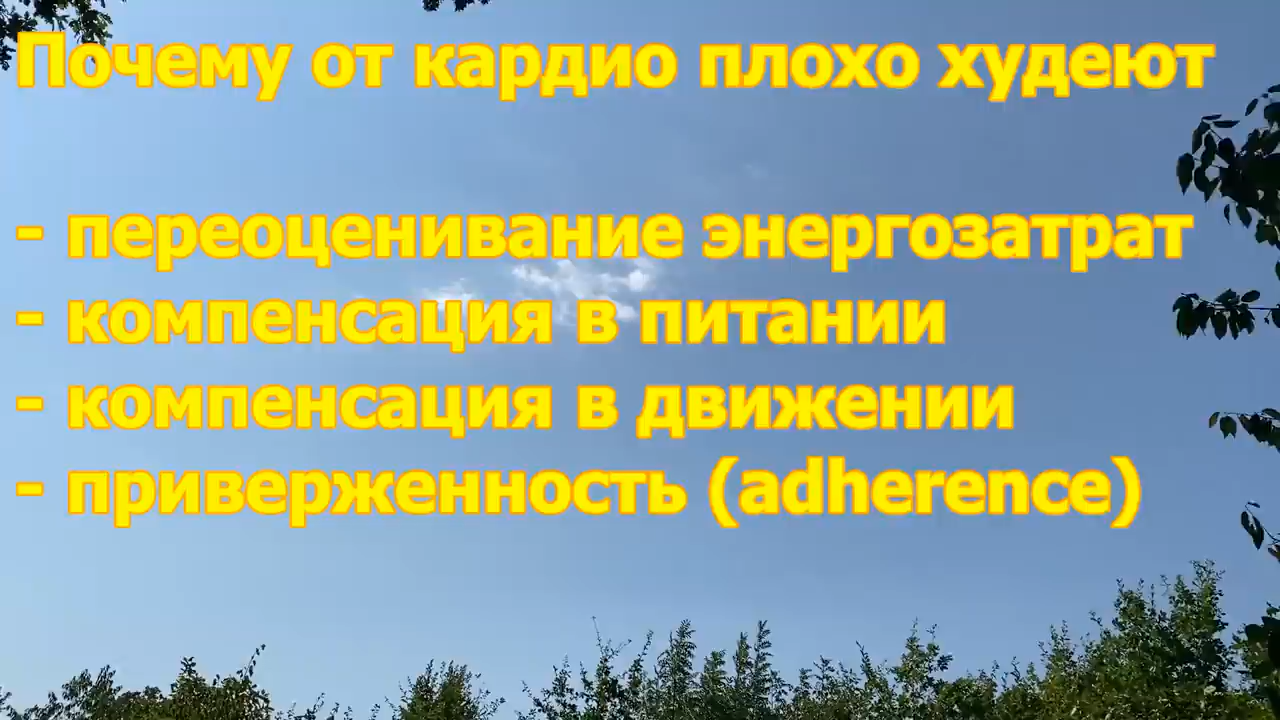 Почему от кардио плохо худеют
- переоценивание энергозатрат
- компенсация в питании
- компенсация в движении
- приверженность (adherence)